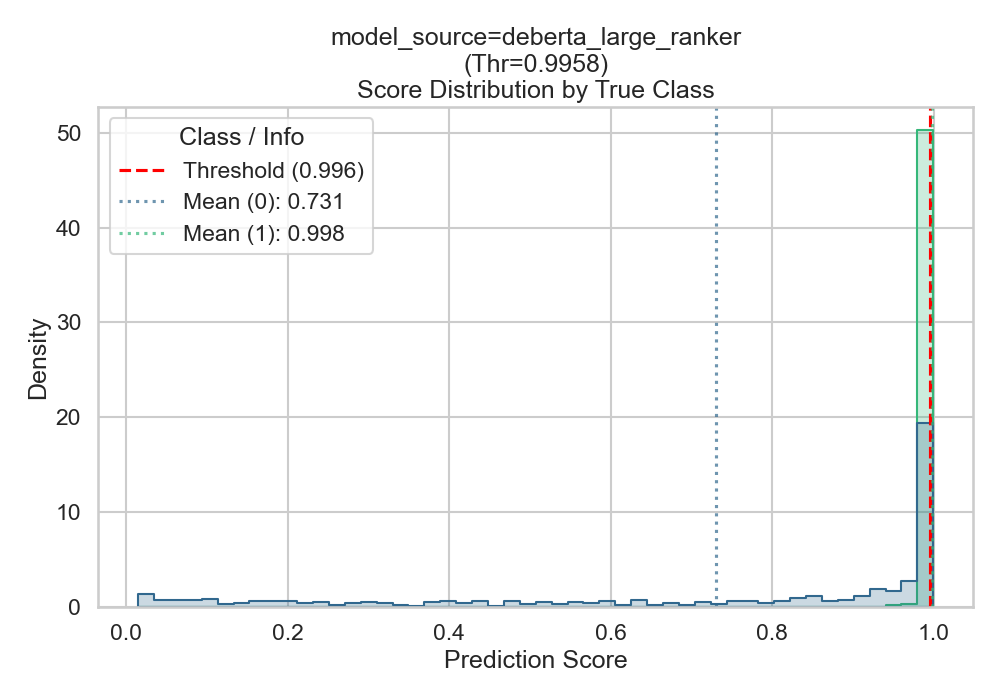 model_source=deberta_large_ranker
(Thr=0.9958)
Score Distribution by True Class
Class / Info
Threshold (0.996)
Mean (0): 0.731
Mean (1): 0.998
Density
50
40
30
20
10
0
0.0 0.2 0.4 0.6 0.8 1.0
Prediction Score